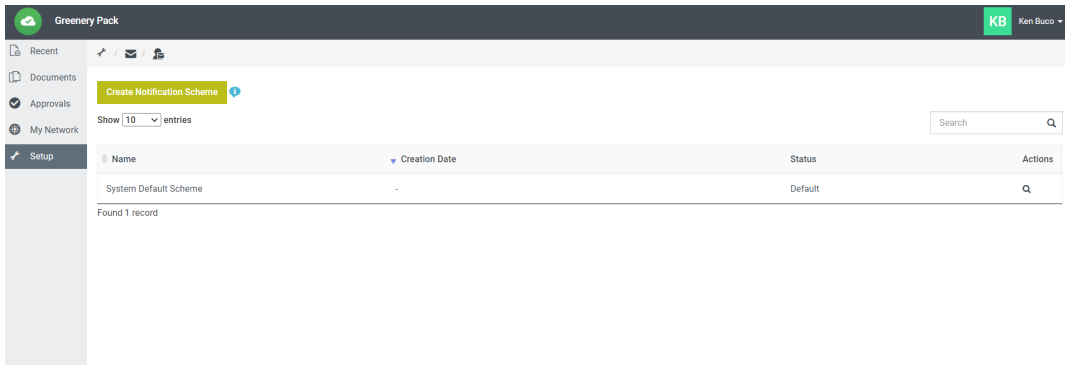 Greenery Pack
KB Ken Buco
Recent
Documents
Approvals
My Network
Setup
Create Notification Scheme
Show 10 entries
Search
Name Creation Date Status Actions
System Default Scheme - Default
Found 1 record